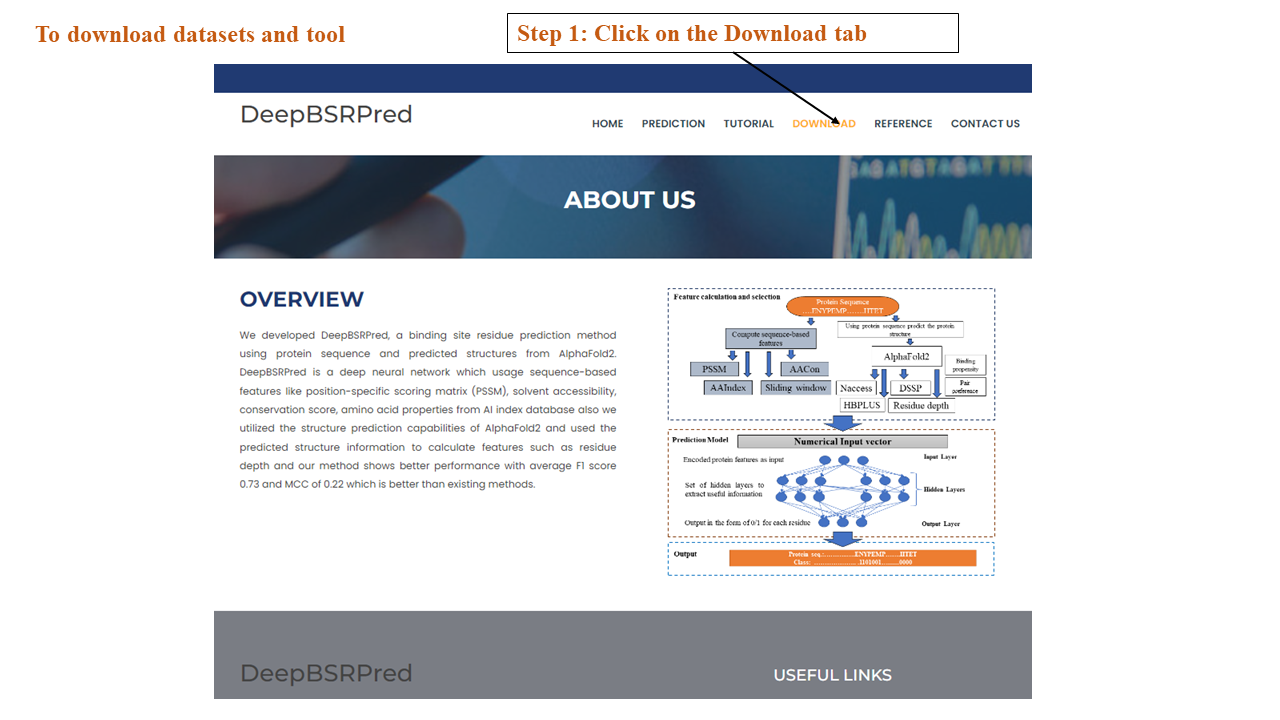 To download datasets and tool
Step 1: Click on the Download tab
DeepBSRPred
HOME PREDICTION TUTORIAL DOWNLOAD REFERENCE CONTACT US
ABOUT US
OVERVIEW
We developed DeepBSRPred, a binding site residue prediction method
using protein sequence and predicted structures from AlphaFold2.
DeepBSRPred is a deep neural network which usage sequence-based
features like position-specific scoring matrix (PSSM), solvent accessibility,
conservation score, amino acid properties from AI index database also we
utilized the structure prediction capabilities of AlphaFold2 and used the
predicted structure information to calculate features such as residue
depth and our method shows better performance with average F1 score
0.73 and MCC of 0.22 which is better than existing methods.
Feature calculation and selection
Protein Sequence
....ENYPEMP.......IITET
Compute sequence-based
features
Using protein sequence predict the protein
structure
AlphaFold2
PSSM
AACon
AAIndex
Sliding window
Naccess
DSSP
HBPLUS
Residue depth
Binding
propensity
Pair
preference
Prediction Model
Numerical Input vector
Encoded protein features as input
Input Layer
Set of hidden layers to
extract useful information
Hidden Layers
Output in the form of 0/1 for each residue
Output Layer
Output
Protein seq.:...............ENYPEMP.......IITET
DeepBSRPred
USEFUL LINKS